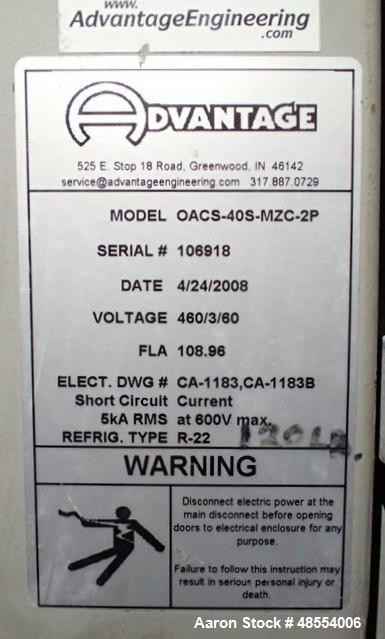 www.
AdvantageEngineering
.com
ADVANTAGE
525 E. Stop 18 Road, Greenwood, IN 46142
service@advantageengineering.com 317.887.0729
MODEL OACS-40S-MZC-2P
SERIAL # 106918
DATE 4/24/2008
VOLTAGE 460/3/60
FLA 108.96
ELECT. DWG # CA-1183,CA-1183B
Short Circuit Current
5kA RMS at 600V max.
REFRIG. TYPE R-22 130LB.
WARNING
Disconnect electric power at the
main disconnect before opening
doors to electrical enclosure for any
purpose.
Failure to follow this instruction may
result in serious personal injury or
death.
Aaron Stock # 48554006